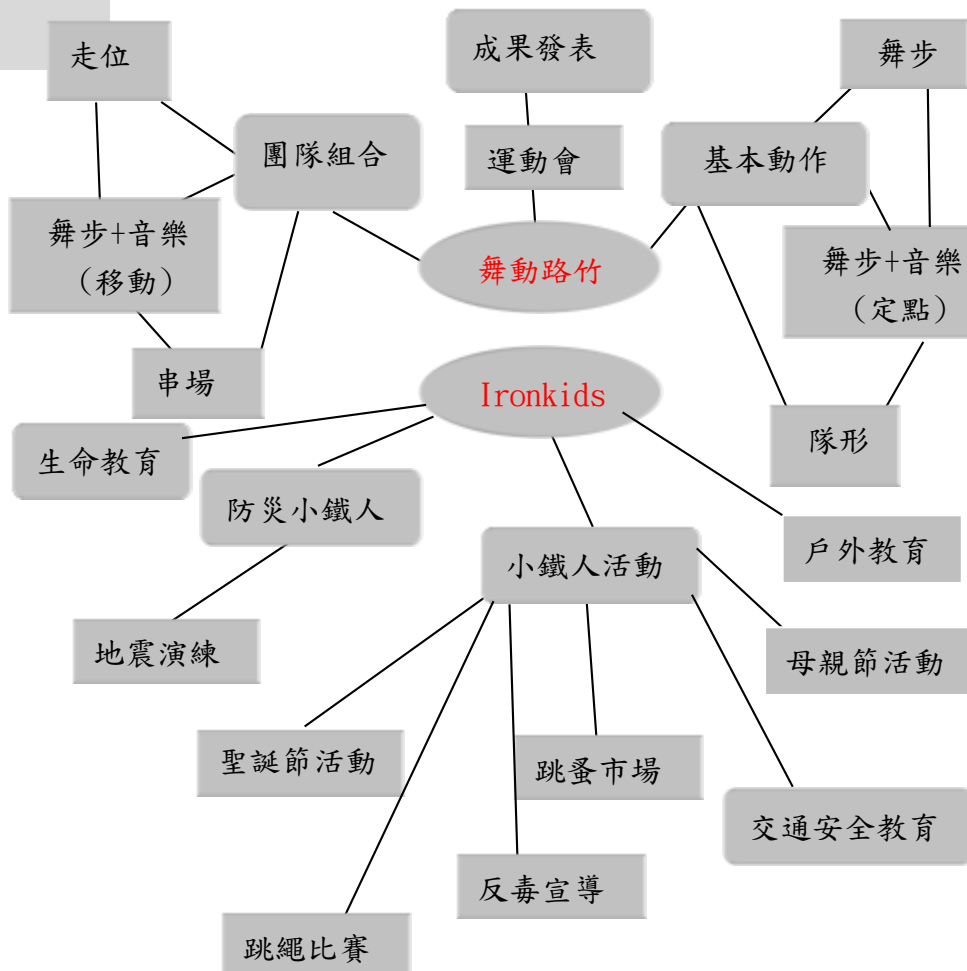 走位
成果發表
舞步
團隊組合
運動會
基本動作
舞步+音樂
（移動）
舞動路竹
舞步+音樂
（定點）
串場
Ironkids
隊形
生命教育
防災小鐵人
戶外教育
小鐵人活動
地震演練
母親節活動
聖誕節活動
跳蚤市場
交通安全教育
反毒宣導
跳繩比賽